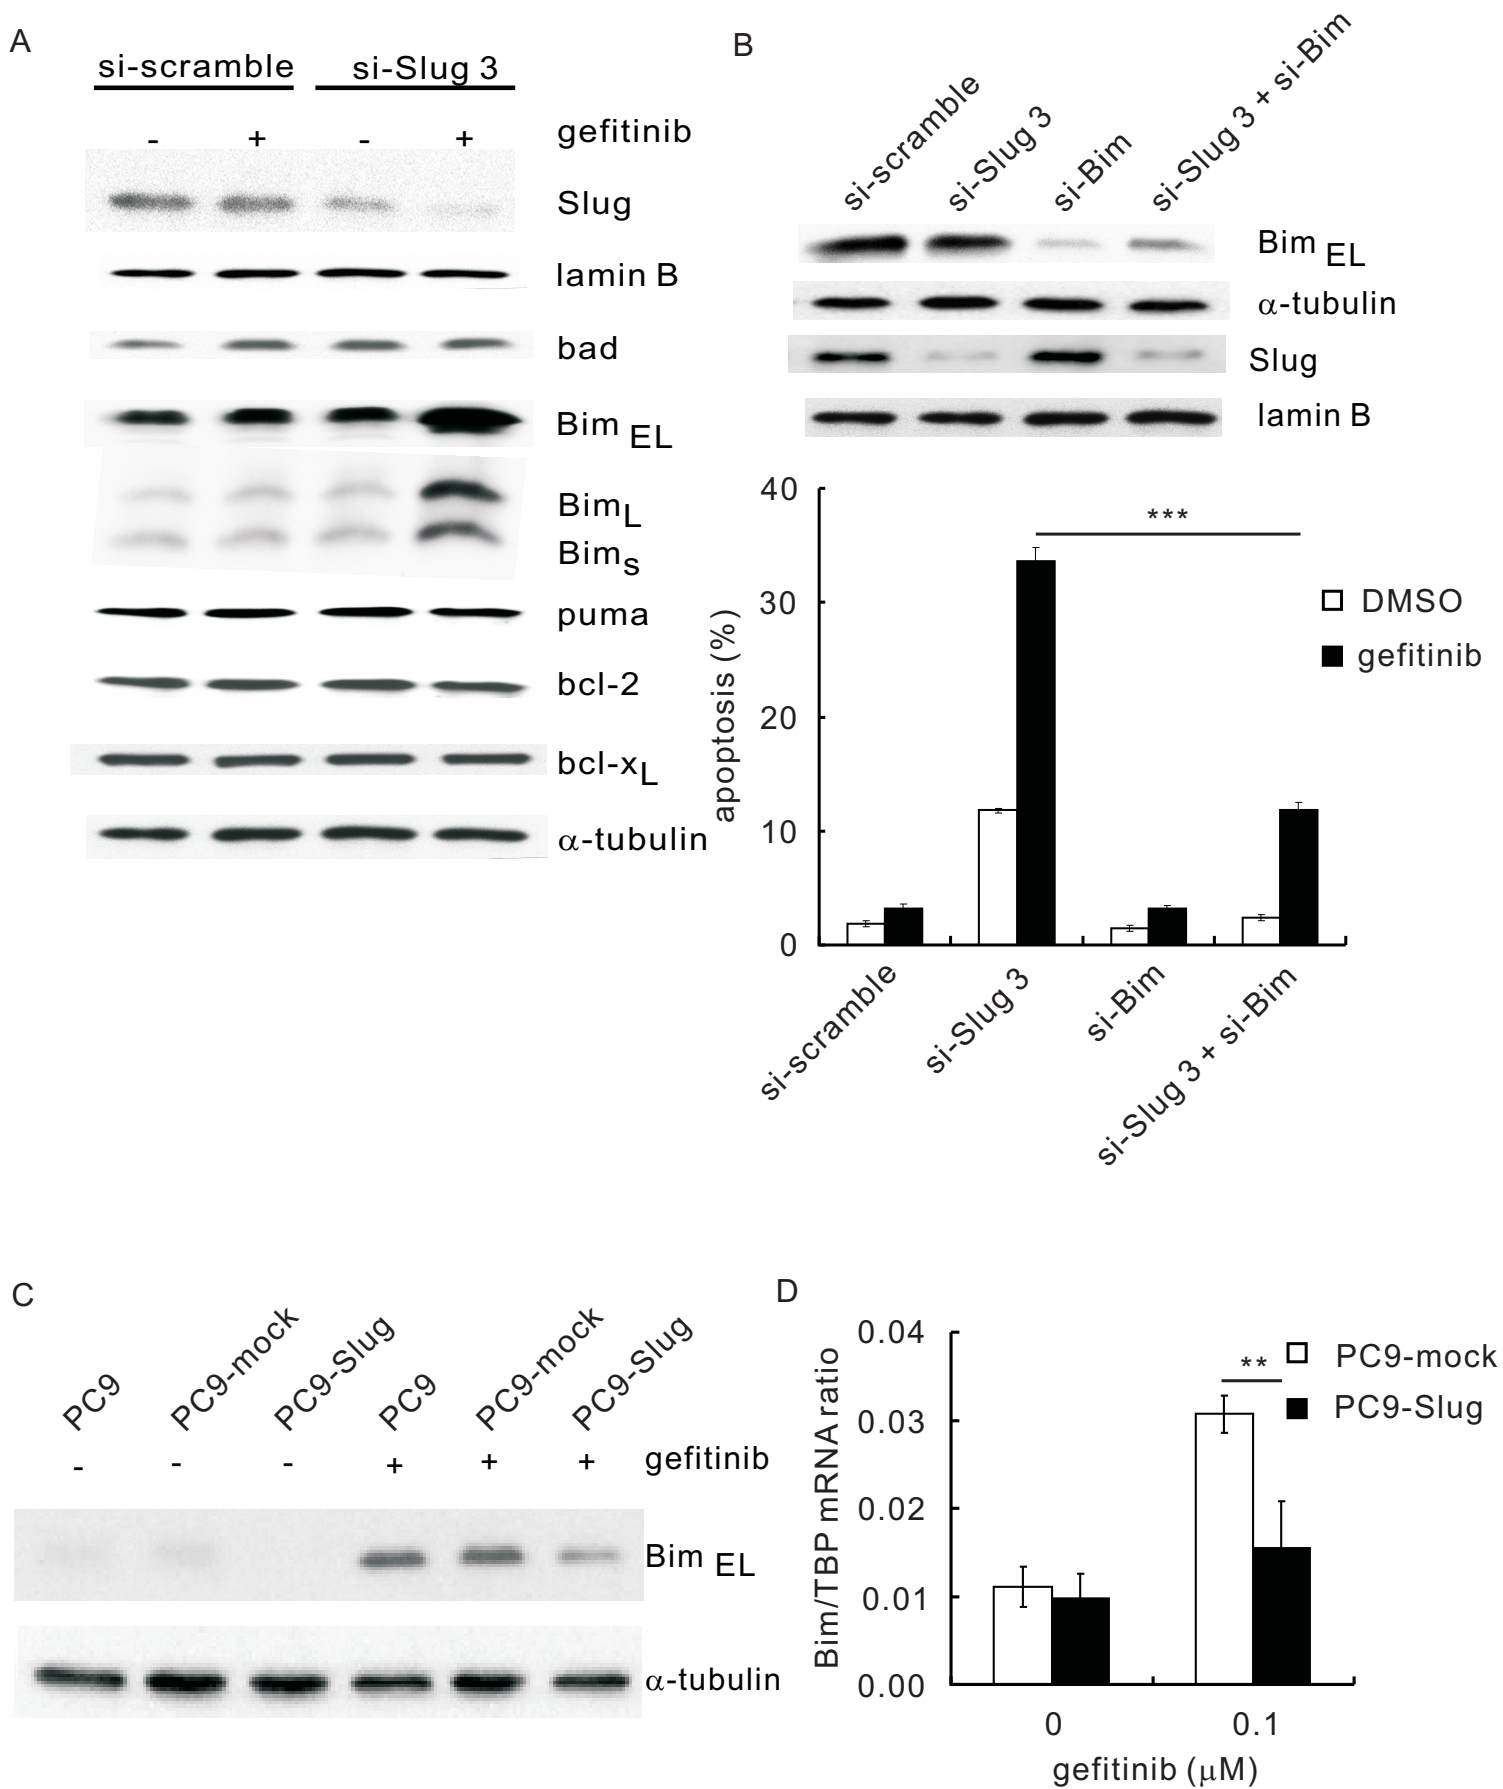 A
si-scramble si-Slug 3
- + - + gefitinib
Slug
lamin B
bad
Bim EL
BimL
Bims
puma
bcl-2
bcl-xL
α-tubulin
B
si-scramble si-Slug 3 si-Bim si-Slug 3 + si-Bim
Bim EL
α-tubulin
Slug
lamin B
40
30
20
10
0
apoptosis (%)
***
DMSO
gefitinib
si-scramble si-Slug 3 si-Bim si-Slug 3 + si-Bim
C
PC9 PC9-mock PC9-Slug PC9 PC9-mock PC9-Slug
- - - + + + gefitinib
Bim EL
α-tubulin
D
0.04
0.03
0.02
0.01
0.00
Bim/TBP mRNA ratio
**
PC9-mock
PC9-Slug
0 0.1
gefitinib (μM)